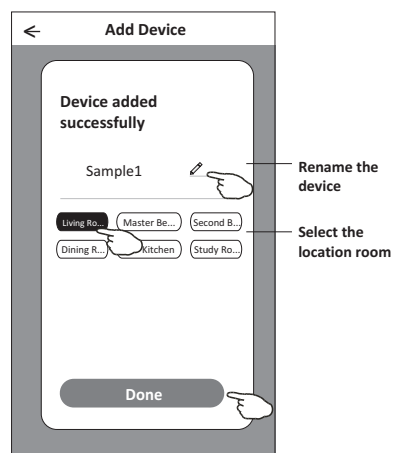 Add Device
Device added
successfully
Sample1
Rename the
device
Living Ro...
Master Be...
Second B...
Select the
location room
Dining R...
Kitchen
Study Ro...
Done